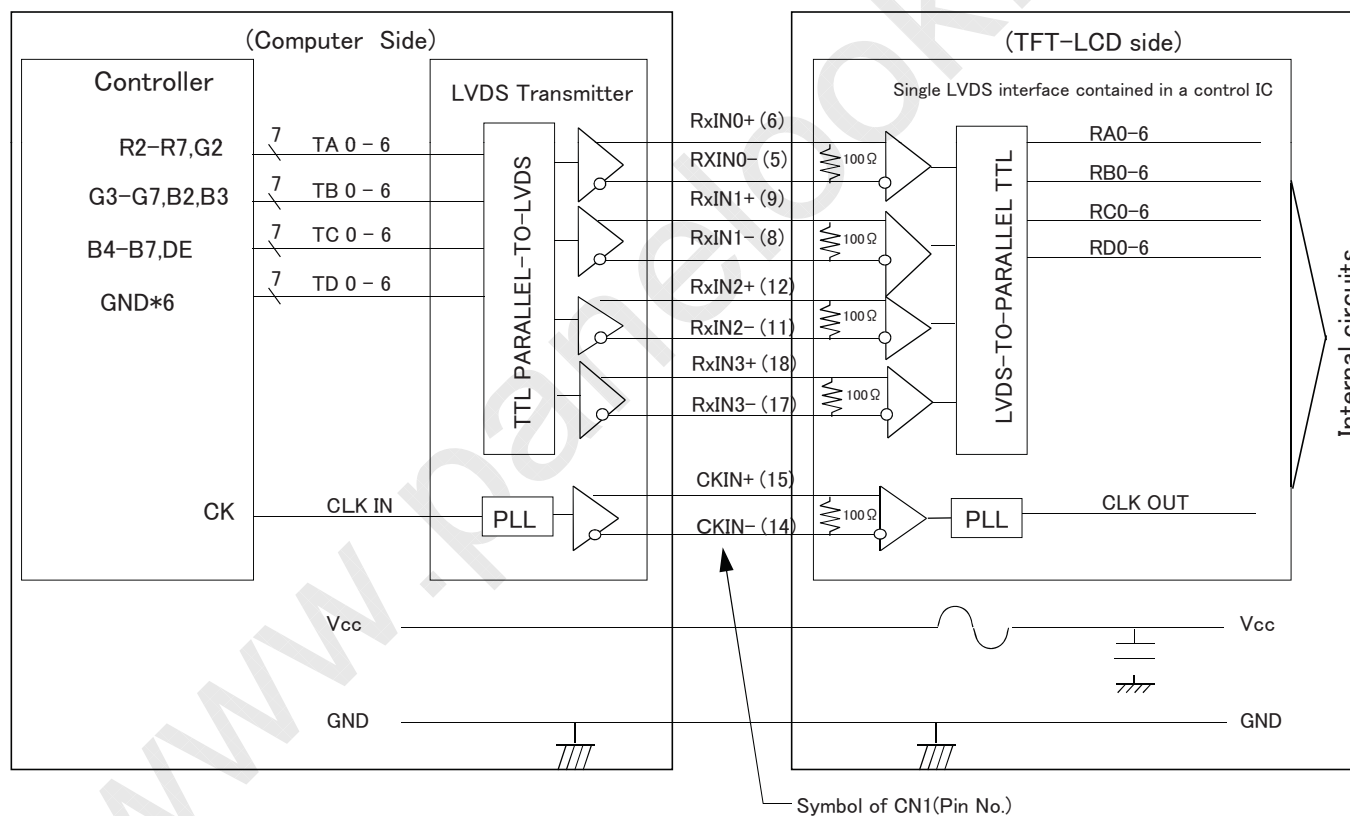 (Computer Side)
(TFT-LCD side)
Controller
LVDS Transmitter
Single LVDS interface contained in a control IC
R2-R7,G2
7
TA 0-6
G3-G7,B2,B3
7
TB 0-6
B4-B7,DE
7
TC 0-6
GND*6
7
TD 0-6
TTL PARALLEL-TO-LVDS
RxIN0+(6)
RXIN0-(5)
RxIN1+(9)
RxIN1-(8)
RxIN2+(12)
RxIN2-(11)
RxIN3+(18)
RxIN3-(17)
100Ω
100Ω
100Ω
100Ω
LVDS-TO-PARALLEL TTL
RA0-6
RB0-6
RC0-6
RD0-6
Internal circuits
CK
CLK IN
PLL
CKIN+(15)
CKIN-(14)
100Ω
PLL
CLK OUT
Vcc
Vcc
GND
GND
Symbol of CN1(Pin No.)
www.panelook